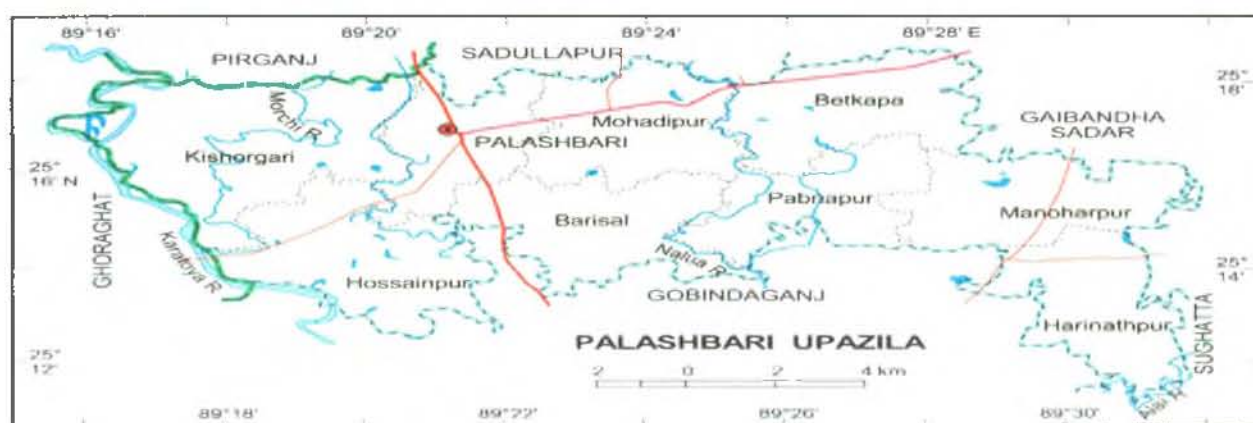 89°16'
89°20'
89°24'
89°28' E
PIRGANJ
SADULLAPUR
25°
18'
Morchi R
Mohadipur
Betkapa
GAIBANDHA
SADAR
Kishorgari
PALASHBARI
25°
16' N
GHORAGHAT
Karatoya R
Barisal
Pabnapur
Manoharpur
Hossainpur
Nalua R
GOBINDAGANJ
25°
14'
SUGHATTA
Harinathpur
PALASHBARI UPAZILA
25°
12'
2 0 2 4 km
Alai R
89°18'
89°22'
89°26'
89°30'